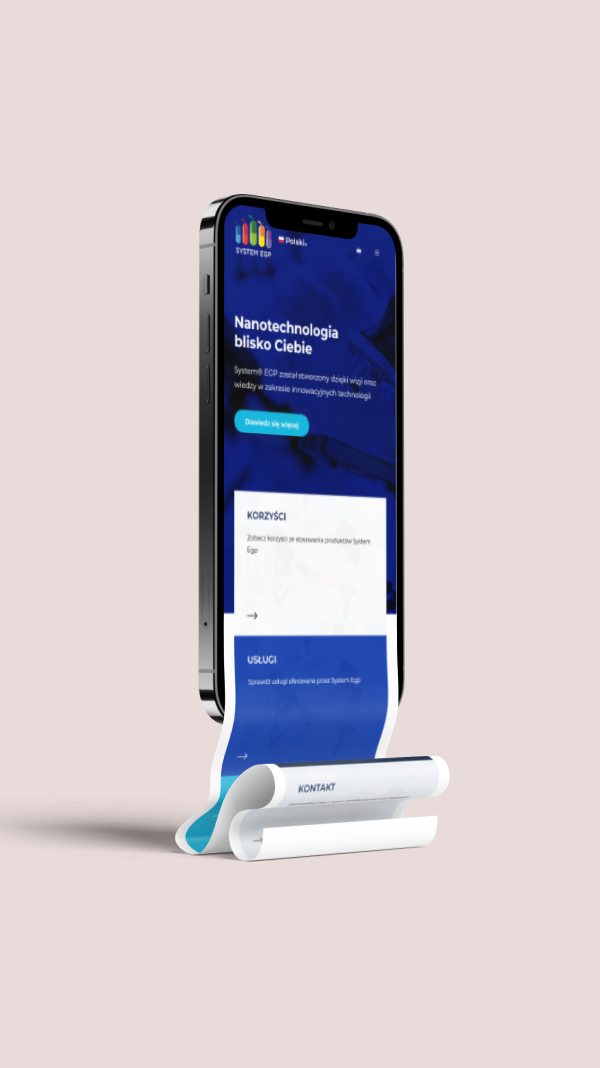 SYSTEM EGP
Polski
Nanotechnologia
blisko Ciebie
System® EGP został stworzony dzięki wizji oraz
wiedzy w zakresie innowacyjnych technologii
Dowiedz się więcej
KORZYŚCI
Zobacz korzyści ze stosowania produktów System
Egp
USŁUGI
Sprawdź usługi oferowane przez System Egp
KONTAKT